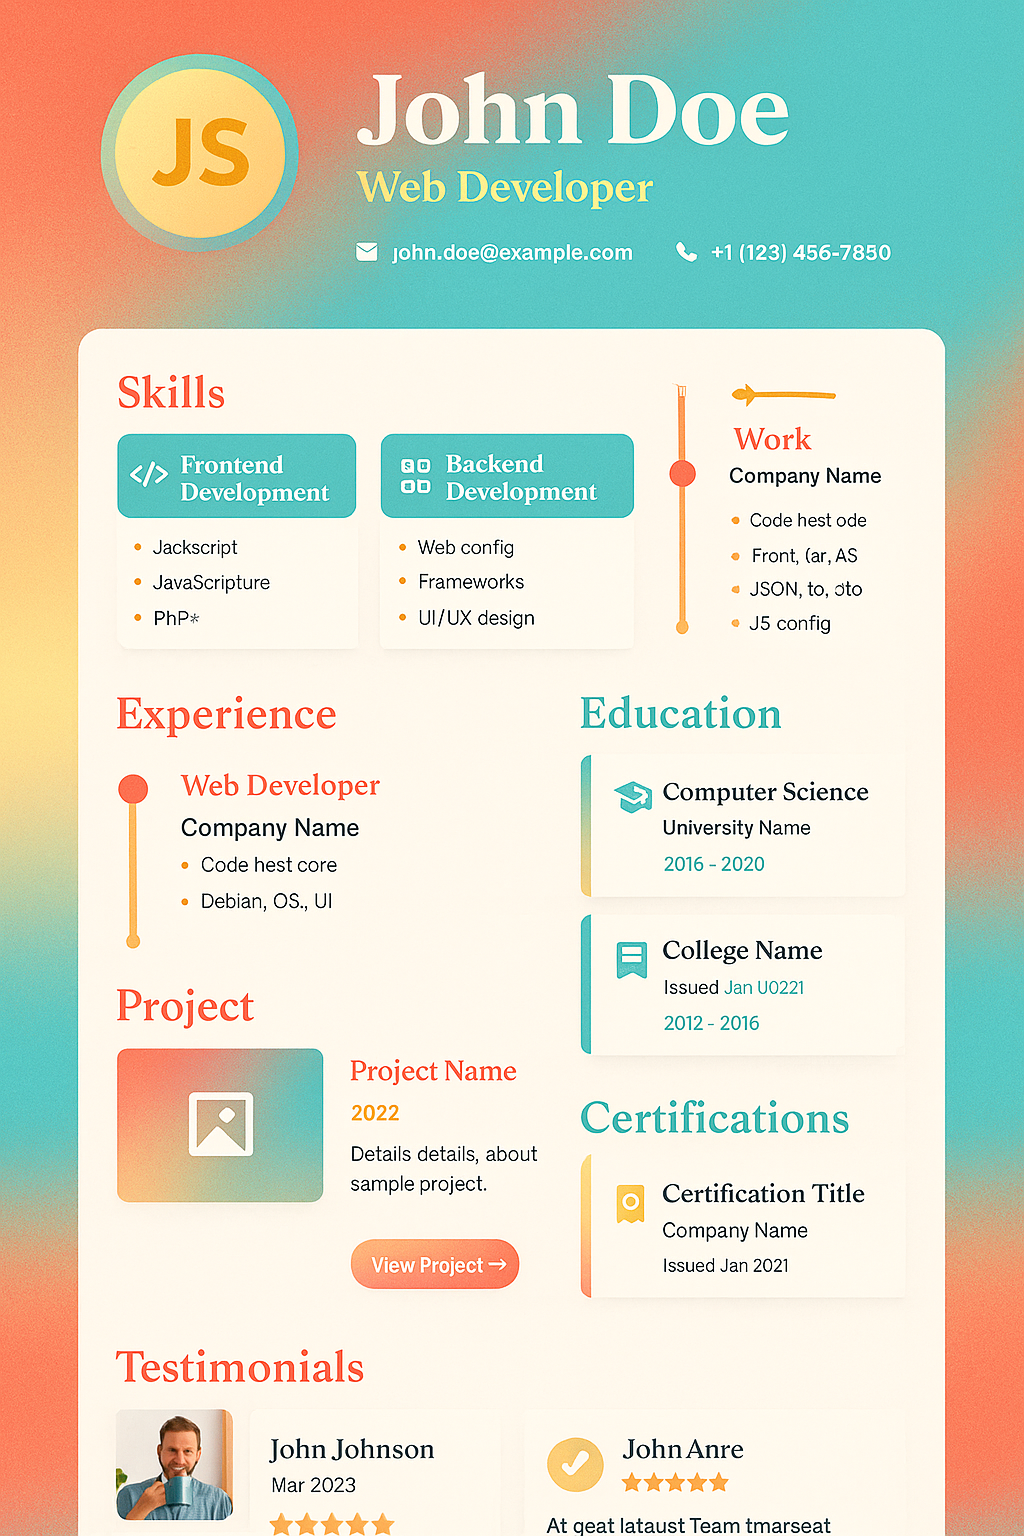 JS
John Doe
Web Developer
john.doe@example.com
+1 (123) 456-7850
Skills
Frontend
Development
Jackscript
JavaScripture
PhP*
Backend
Development
Web config
Frameworks
UI/UX design
Work
Company Name
Code hest ode
Front, (ar, AS
JSON, to, oto
J5 config
Experience
Web Developer
Company Name
Code hest core
Debian, OS., UI
Education
Computer Science
University Name
2016 - 2020
College Name
Issued Jan U0221
2012 - 2016
Project
Project Name
2022
Details details, about
sample project.
View Project →
Certifications
Certification Title
Company Name
Issued Jan 2021
Testimonials
John Johnson
Mar 2023
John Anre
At qeat lataust Team tmarseat